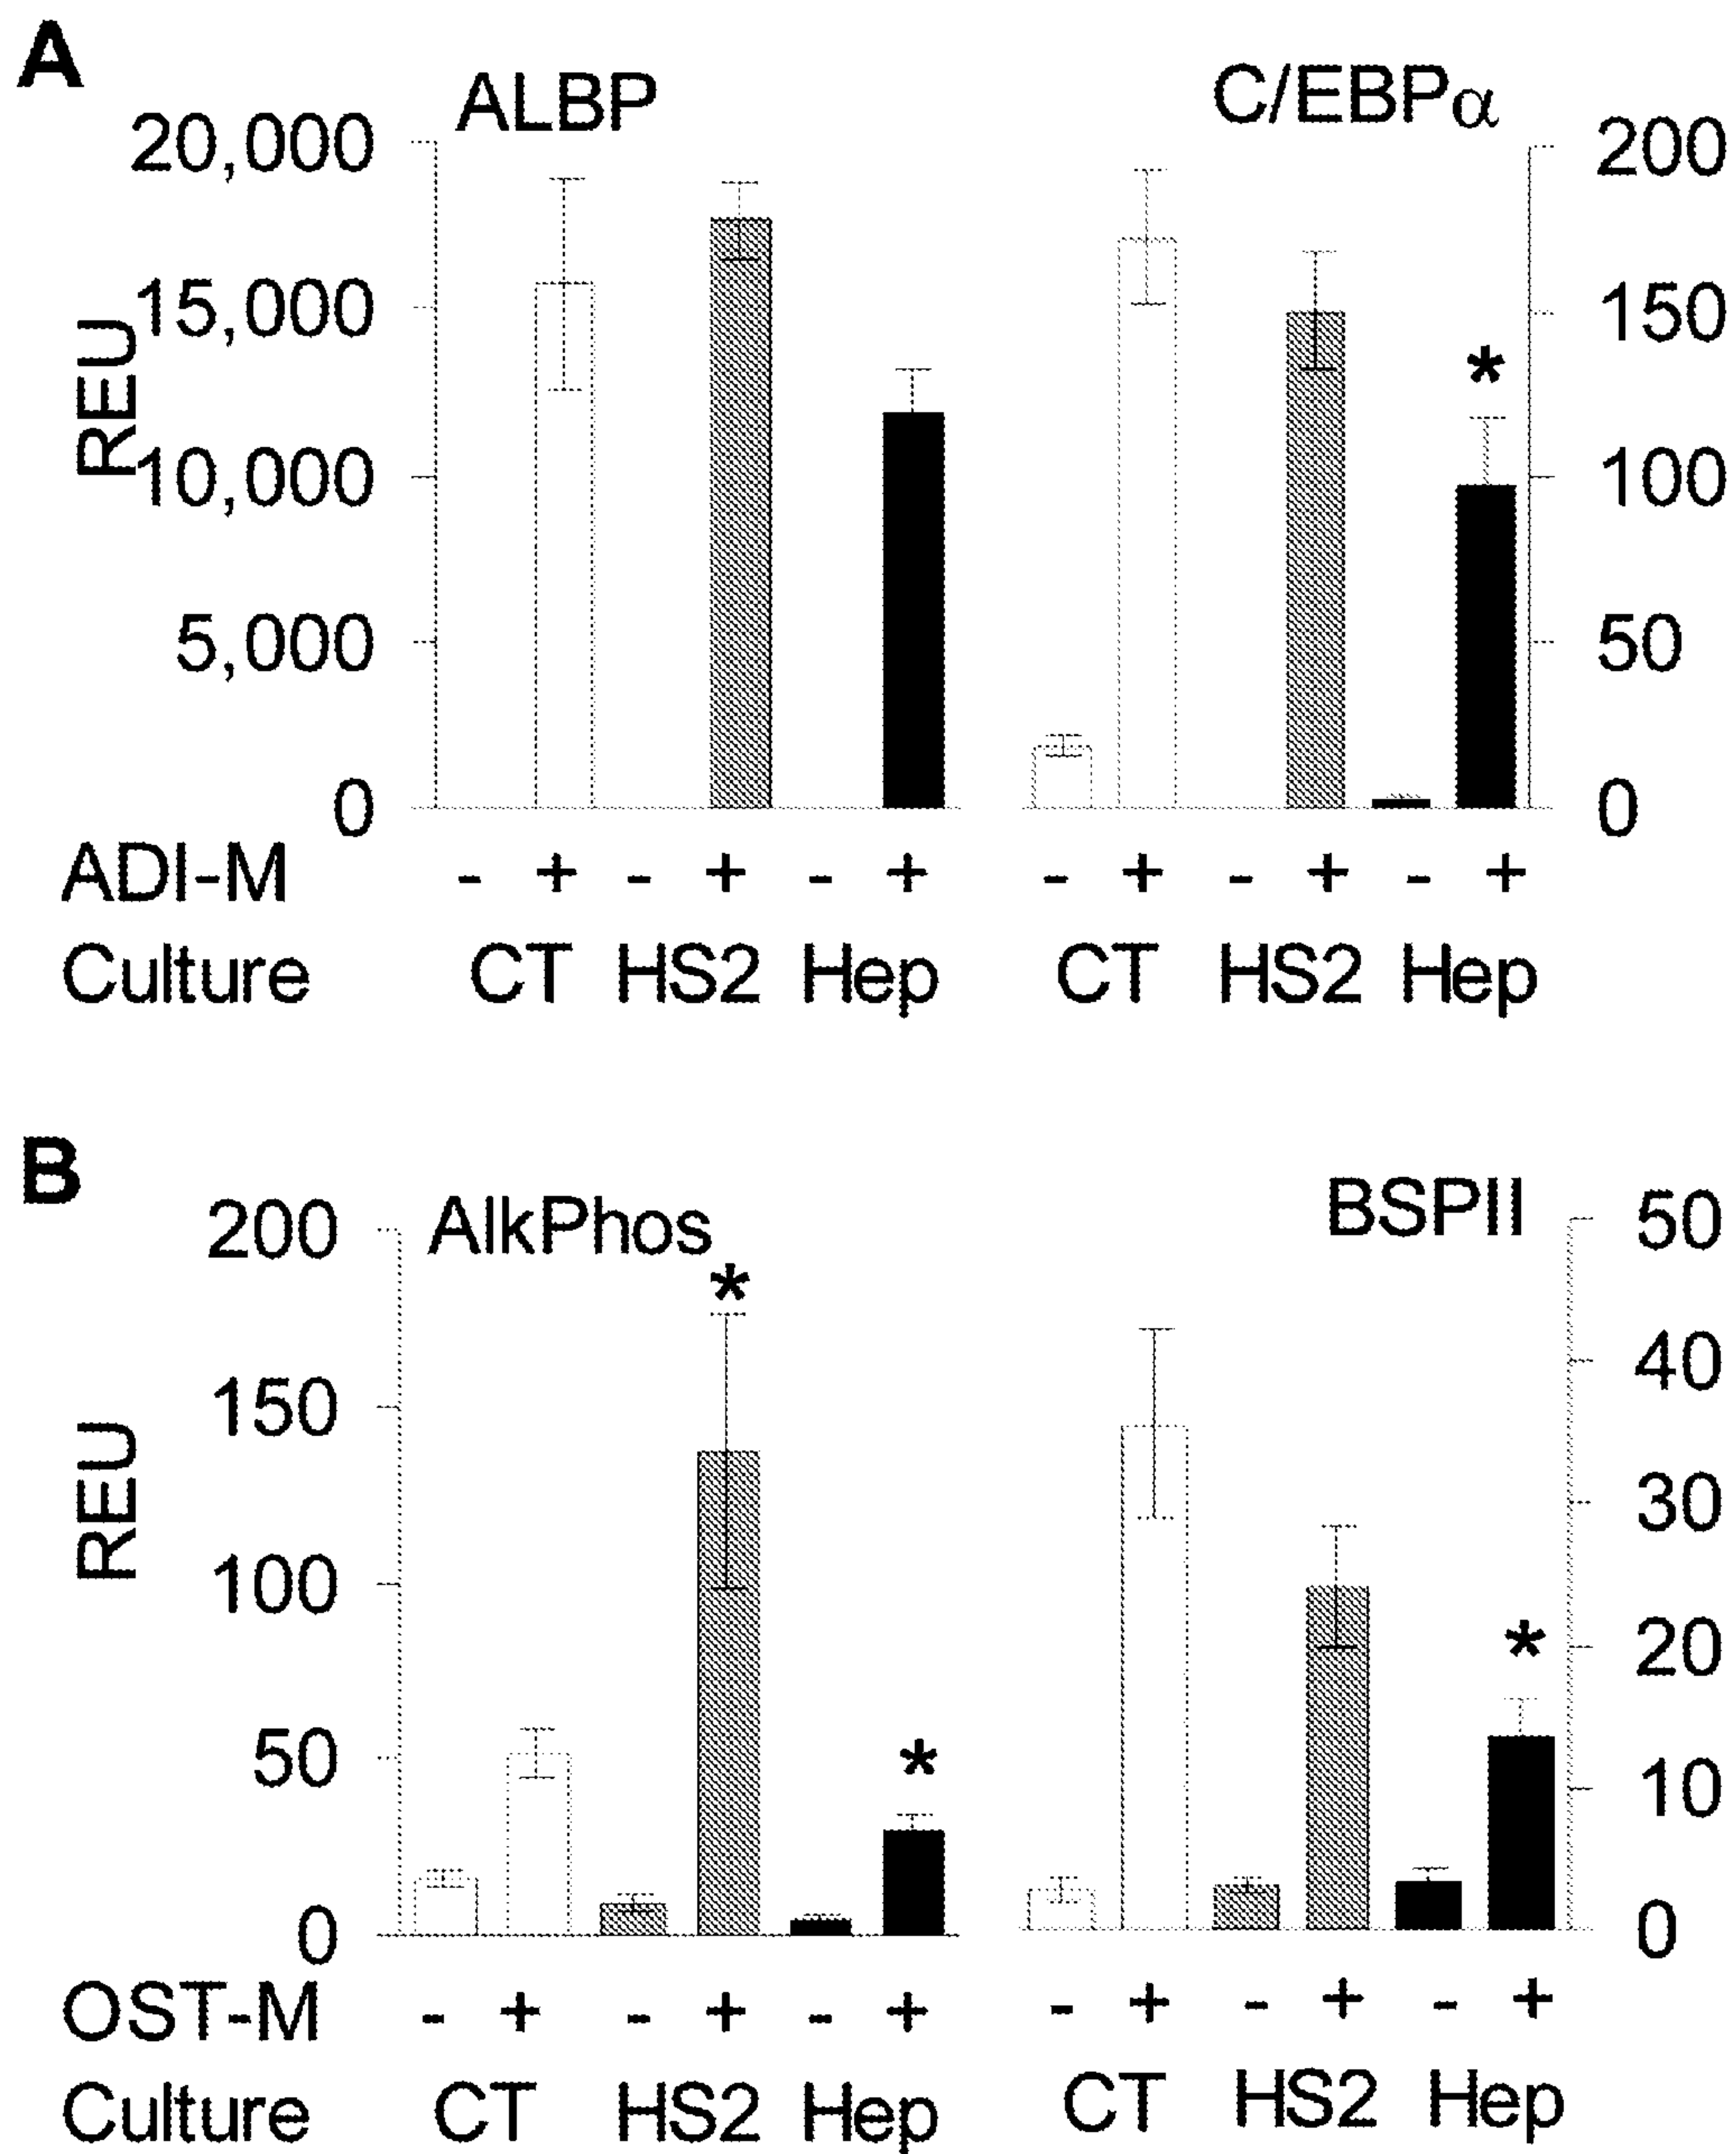 A
ALBP
C/EBPα
20,000
200
15,000
150
REU
10,000
100
5,000
50
*
0
0
ADI-M - + - + - + - + - + - +
Culture CT HS2 Hep CT HS2 Hep
B
AlkPhos
BSPII
200
50
*
40
150
REU
30
100
*
20
50
*
10
0
0
OST-M - + - + - + - + - + - +
Culture CT HS2 Hep CT HS2 Hep